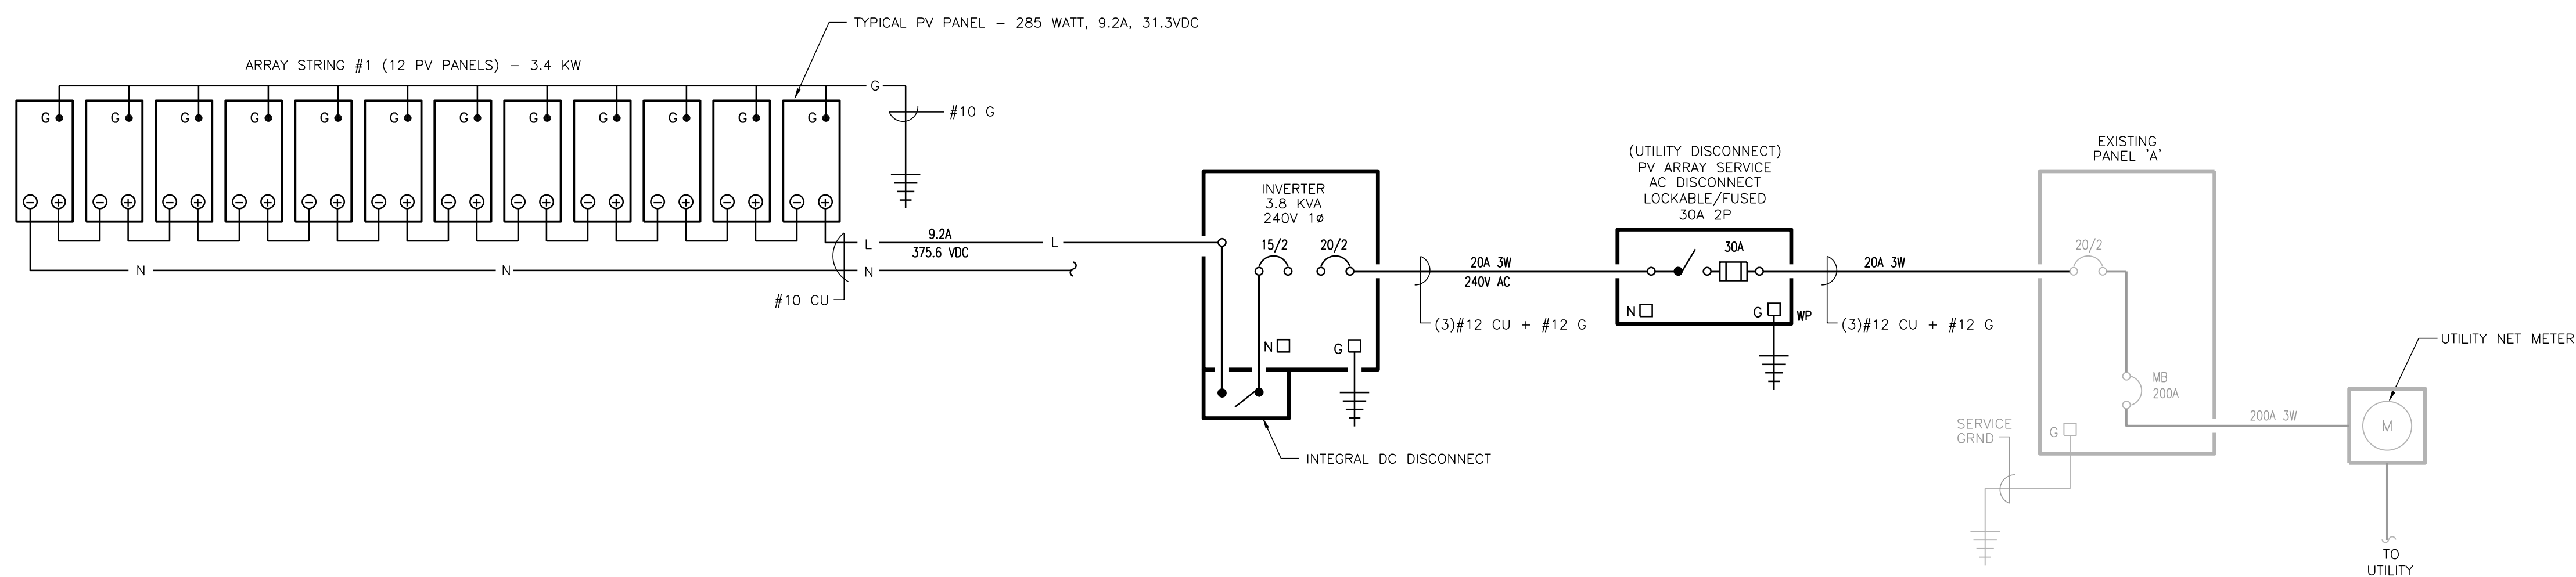 TYPICAL PV PANEL - 285 WATT, 9.2A, 31.3VDC
ARRAY STRING #1 (12 PV PANELS) - 3.4 KW
G
#10 G
G G G G G G G G G G G G
- + - + - + - + - + - + - + - + - + - + - + - +
L
9.2A
375.6 VDC
L
N
N
N
#10 CU
INVERTER
3.8 KVA
240V 1ø
15/2
20/2
N
G
INTEGRAL DC DISCONNECT
20A 3W
240V AC
(3)#12 CU + #12 G
(UTILITY DISCONNECT)
PV ARRAY SERVICE
AC DISCONNECT
LOCKABLE/FUSED
30A 2P
30A
N
G
WP
20A 3W
(3)#12 CU + #12 G
EXISTING
PANEL 'A'
20/2
MB
200A
G
SERVICE
GRND
200A 3W
UTILITY NET METER
M
TO
UTILITY